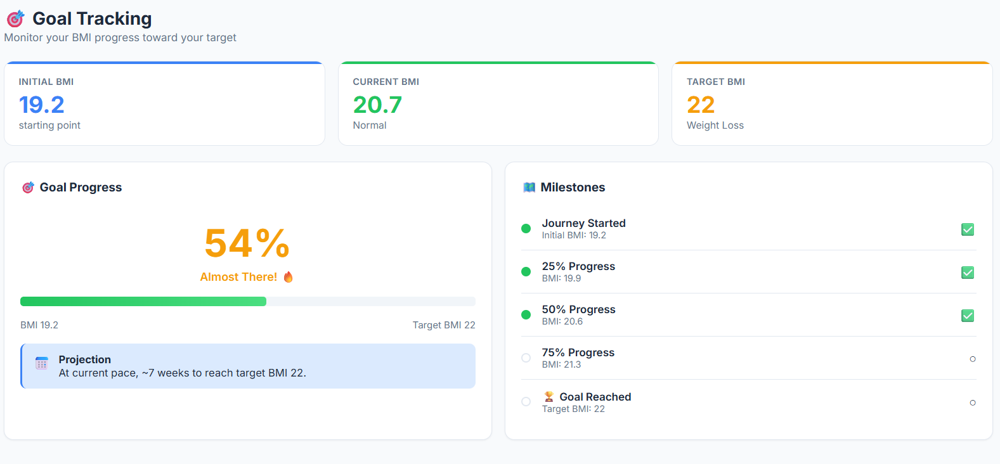 Goal Tracking
Monitor your BMI progress toward your target
INITIAL BMI
19.2
starting point
CURRENT BMI
20.7
Normal
TARGET BMI
22
Weight Loss
Goal Progress
54%
Almost There!
BMI 19.2
Target BMI 22
Projection
At current pace, ~7 weeks to reach target BMI 22.
Milestones
Journey Started
Initial BMI: 19.2
25% Progress
BMI: 19.9
50% Progress
BMI: 20.6
75% Progress
BMI: 21.3
Goal Reached
Target BMI: 22